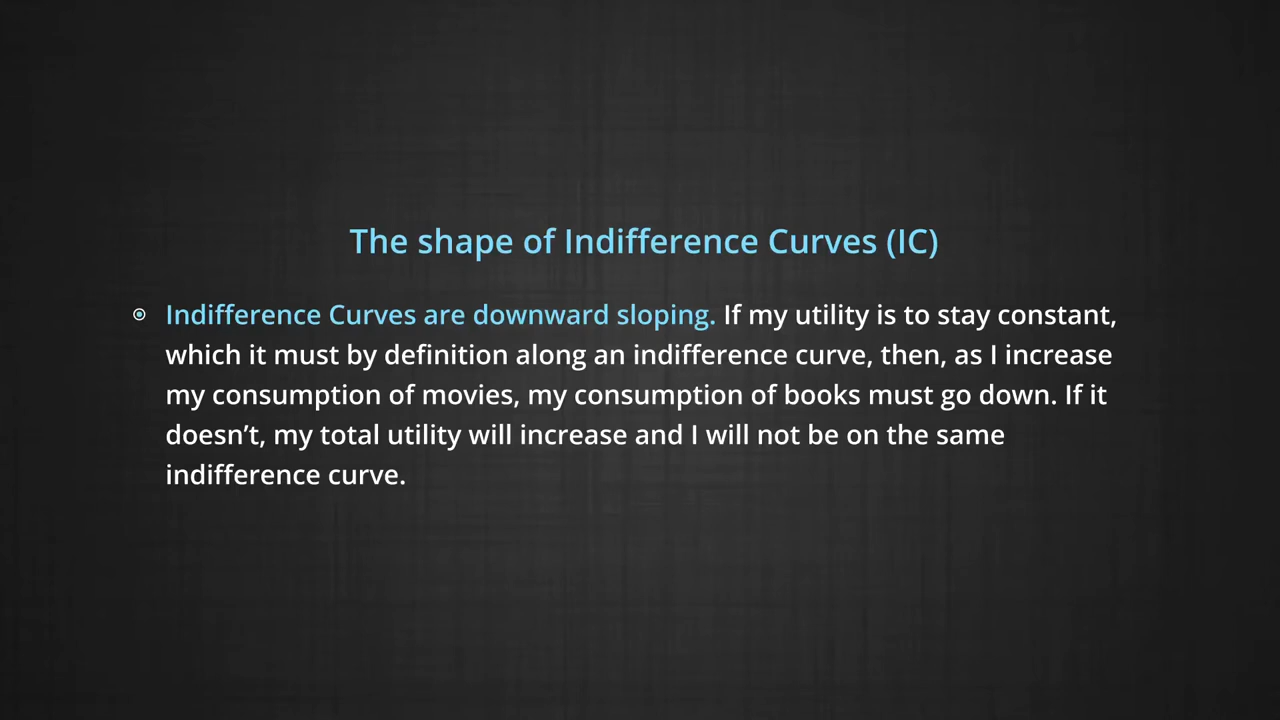 The shape of Indifference Curves (IC)
Indifference Curves are downward sloping. If my utility is to stay constant,
which it must by definition along an indifference curve, then, as I increase
my consumption of movies, my consumption of books must go down. If it
doesn’t, my total utility will increase and I will not be on the same
indifference curve.